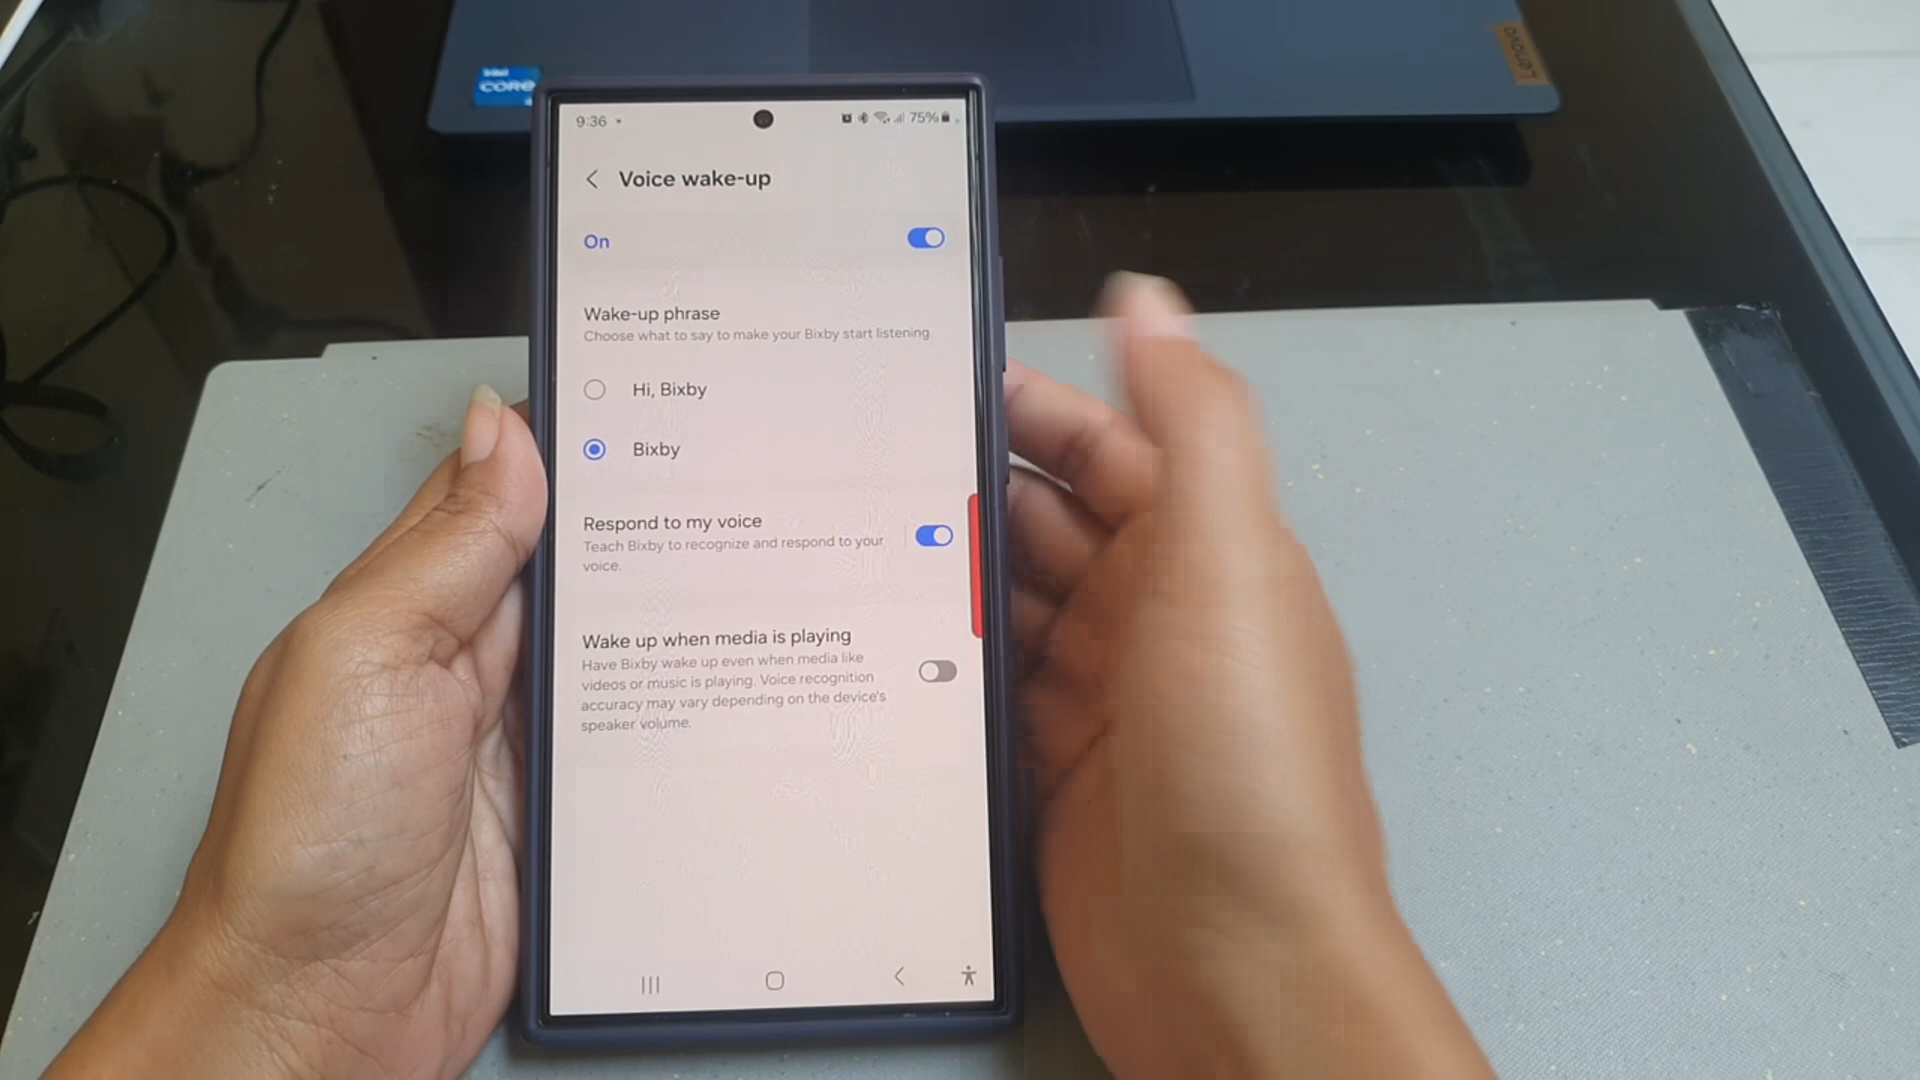 intel
CORE
Lenovo
9:36
75%
Voice wake-up
On
Wake-up phrase
Choose what to say to make your Bixby start listening
Hi, Bixby
Bixby
Respond to my voice
Teach Bixby to recognize and respond to your
voice.
Wake up when media is playing
Have Bixby wake up even when media like
videos or music is playing. Voice recognition
accuracy may vary depending on the device's
speaker volume.